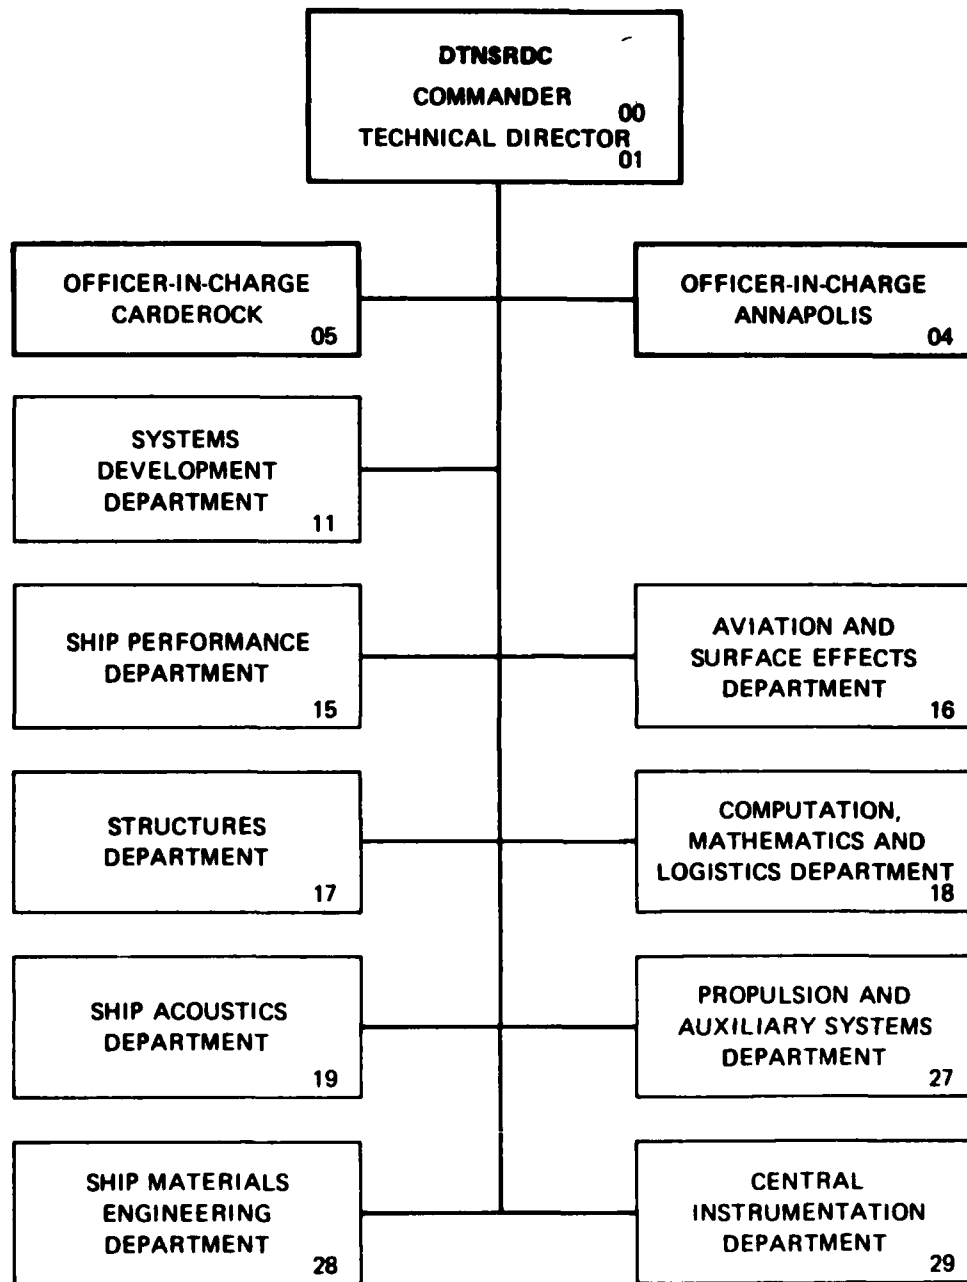 DTNSRDC
COMMANDER
00
TECHNICAL DIRECTOR
01
OFFICER-IN-CHARGE
CARDEROCK
05
OFFICER-IN-CHARGE
ANNAPOLIS
04
SYSTEMS
DEVELOPMENT
DEPARTMENT
11
SHIP PERFORMANCE
DEPARTMENT
15
AVIATION AND
SURFACE EFFECTS
DEPARTMENT
16
STRUCTURES
DEPARTMENT
17
COMPUTATION,
MATHEMATICS AND
LOGISTICS DEPARTMENT
18
SHIP ACOUSTICS
DEPARTMENT
19
PROPULSION AND
AUXILIARY SYSTEMS
DEPARTMENT
27
SHIP MATERIALS
ENGINEERING
DEPARTMENT
28
CENTRAL
INSTRUMENTATION
DEPARTMENT
29